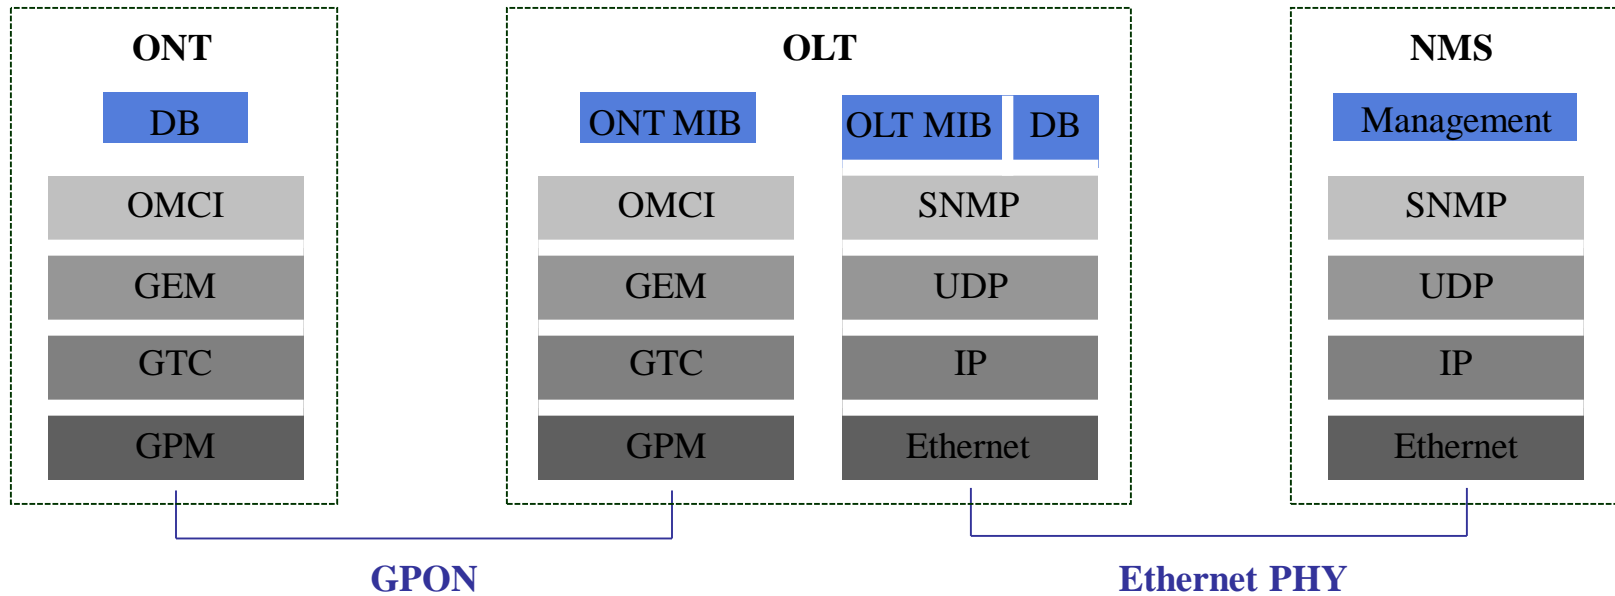 ONT
OLT
NMS
DB
ONT MIB
OLT MIB
DB
Management
OMCI
OMCI
SNMP
SNMP
GEM
GEM
UDP
UDP
GTC
GTC
IP
IP
GPM
GPM
Ethernet
Ethernet
GPON
Ethernet PHY